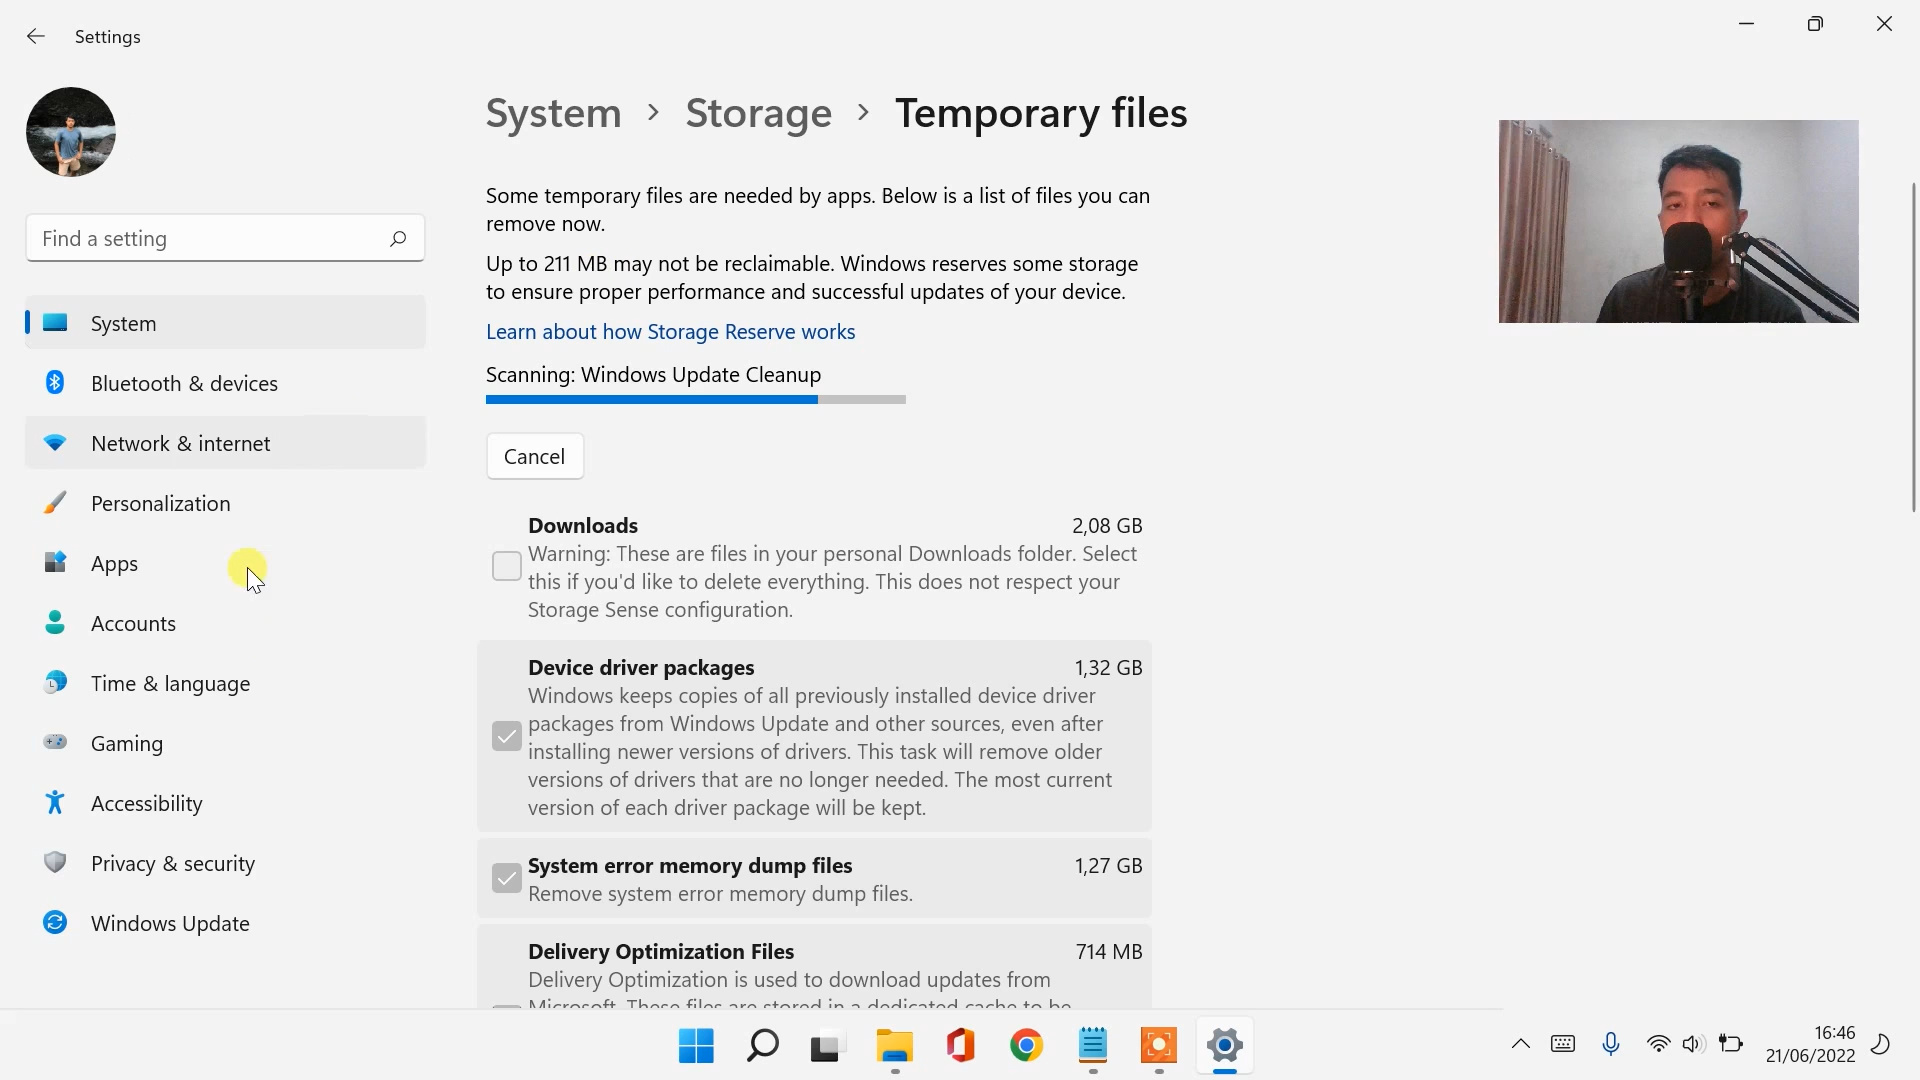 Settings
Find a setting
System
Bluetooth & devices
Network & internet
Personalization
Apps
Accounts
Time & language
Gaming
Accessibility
Privacy & security
Windows Update
System > Storage > Temporary files
Some temporary files are needed by apps. Below is a list of files you can
remove now.
Up to 211 MB may not be reclaimable. Windows reserves some storage
to ensure proper performance and successful updates of your device.
Learn about how Storage Reserve works
Scanning: Windows Update Cleanup
Cancel
Downloads 2,08 GB
Warning: These are files in your personal Downloads folder. Select
this if you'd like to delete everything. This does not respect your
Storage Sense configuration.
Device driver packages 1,32 GB
Windows keeps copies of all previously installed device driver
packages from Windows Update and other sources, even after
installing newer versions of drivers. This task will remove older
versions of drivers that are no longer needed. The most current
version of each driver package will be kept.
System error memory dump files 1,27 GB
Remove system error memory dump files.
Delivery Optimization Files 714 MB
Delivery Optimization is used to download updates from
Microsoft. These files are stored in a dedicated cache to be
16:46
21/06/2022